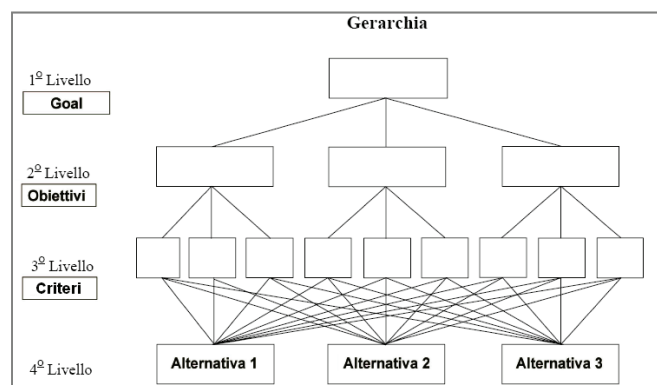 Gerarchia
1º Livello
Goal
2º Livello
Obiettivi
3º Livello
Criteri
4º Livello
Alternativa 1
Alternativa 2
Alternativa 3